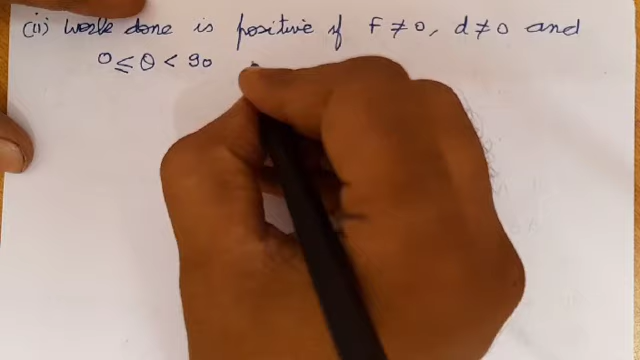 (ii) Work done is positive if F ≠ 0, d ≠ 0 and
0 ≤ θ < 90